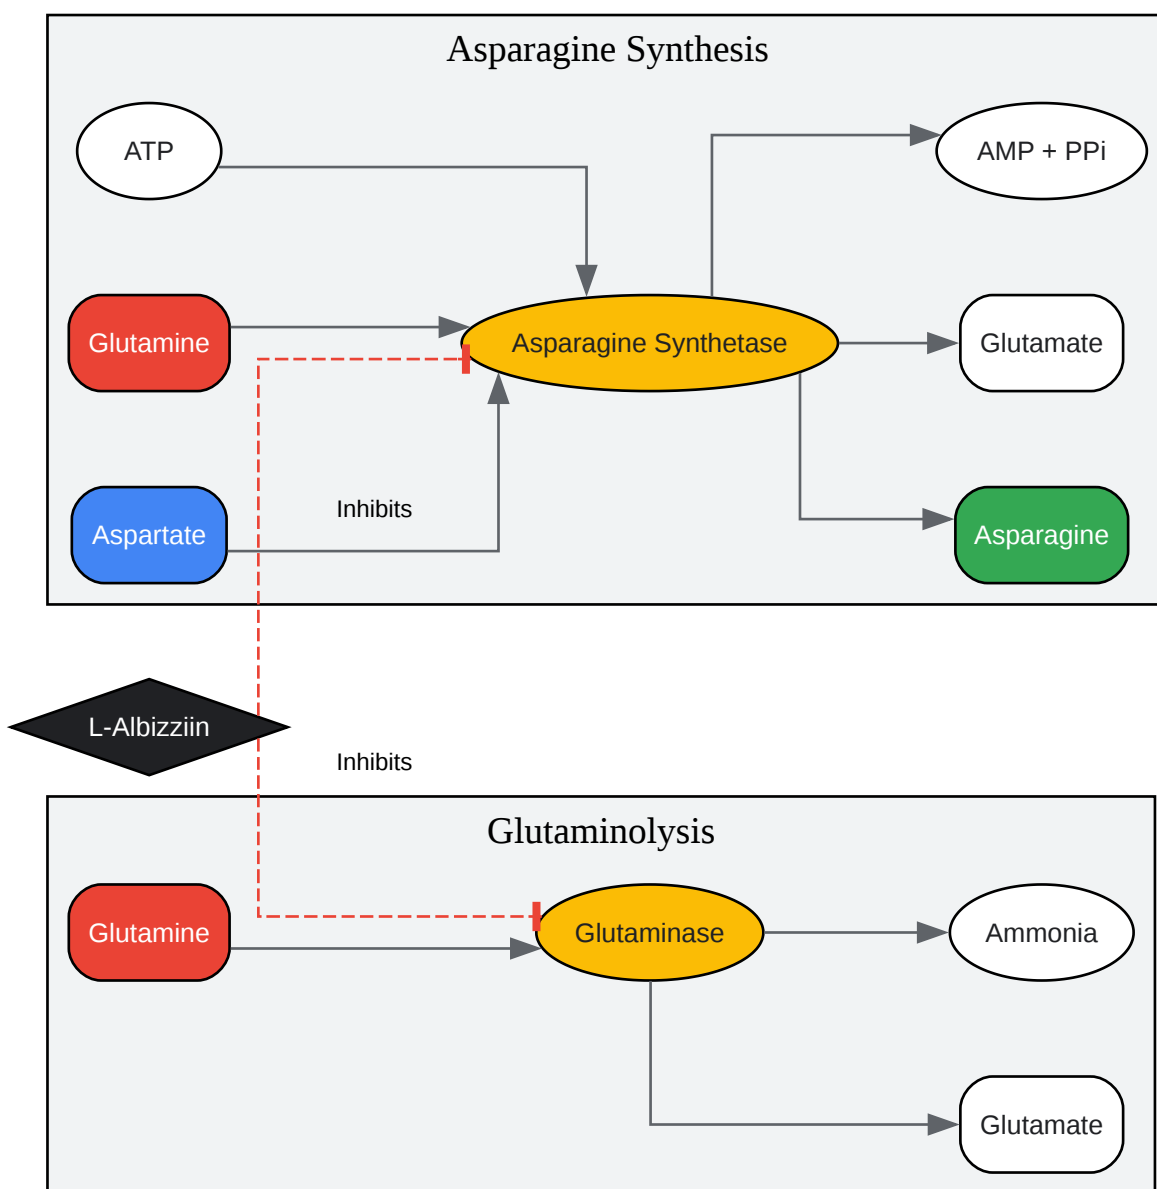 Asparagine Synthesis
ATP
AMP + PPi
Glutamine
Asparagine Synthetase
Glutamate
Aspartate
Inhibits
Asparagine
L-Albizziin
Inhibits
Glutaminolysis
Glutamine
Glutaminase
Ammonia
Glutamate